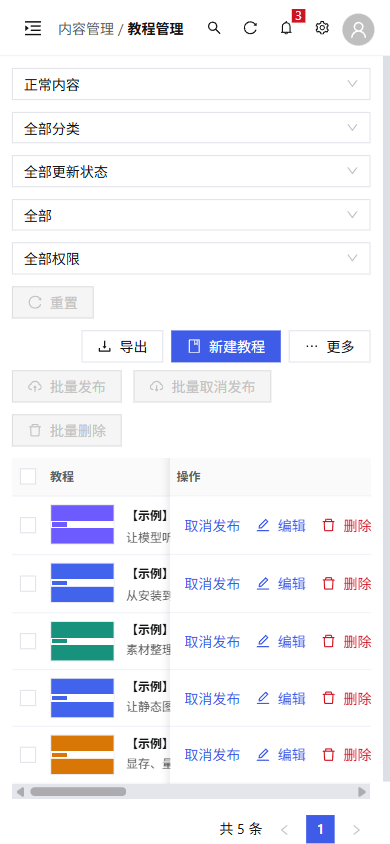 内容管理 / 教程管理 3
正常内容
全部分类
全部更新状态
全部
全部权限
重置
导出 新建教程 ··· 更多
批量发布 批量取消发布
批量删除
教程 操作
【示例】 取消发布 编辑 删除
让模型听
【示例】 取消发布 编辑 删除
从安装到
【示例】 取消发布 编辑 删除
素材整理
【示例】 取消发布 编辑 删除
让静态图
【示例】 取消发布 编辑 删除
显存、量
共 5 条 1